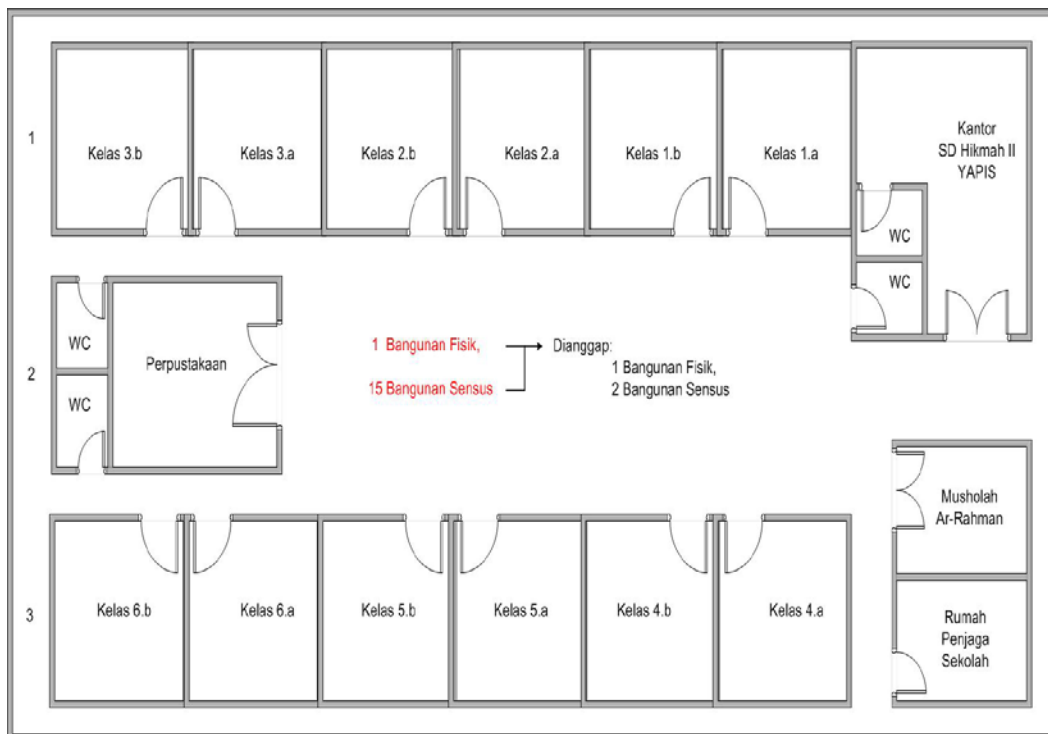 1
Kelas 3.b
Kelas 3.a
Kelas 2.b
Kelas 2.a
Kelas 1.b
Kelas 1.a
Kantor
SD Hikmah II
YAPIS
WC
WC
2
WC
WC
Perpustakaan
1 Bangunan Fisik,
15 Bangunan Sensus
Dianggap:
1 Bangunan Fisik,
2 Bangunan Sensus
Musholah
Ar-Rahman
3
Kelas 6.b
Kelas 6.a
Kelas 5.b
Kelas 5.a
Kelas 4.b
Kelas 4.a
Rumah
Penjaga
Sekolah